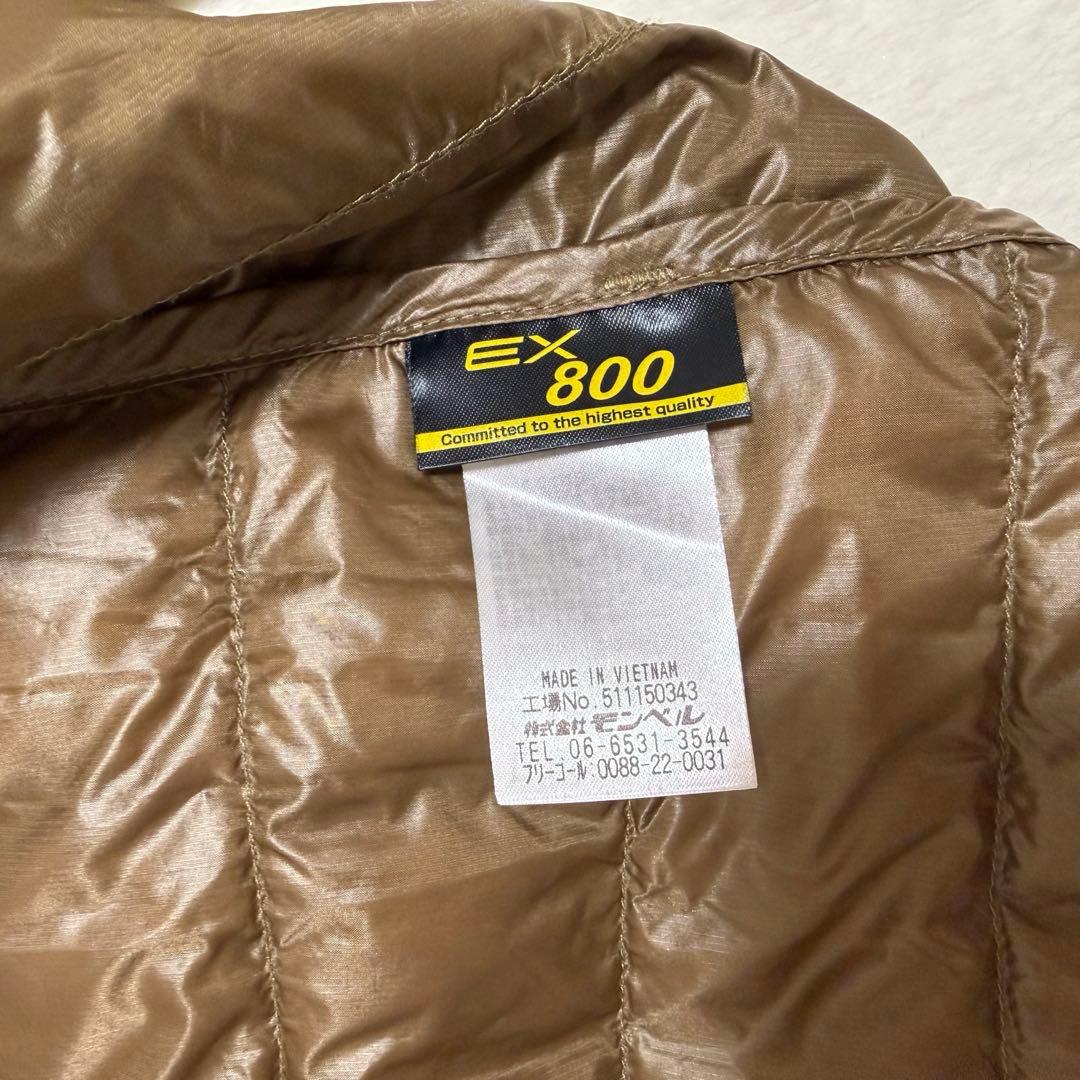 EX
800
Committed to the highest quality
MADE IN VIETNAM
工場No.511150343
株式会社 モンベル
TEL 06-6531-3544
フリーコール:0088-22-0031